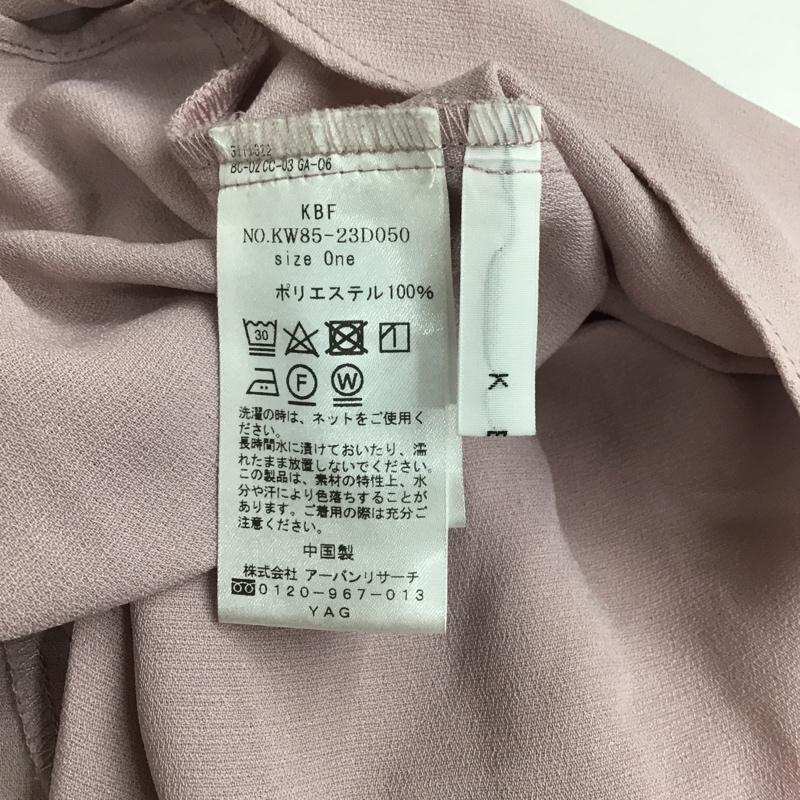 BC-02 CC-03 GA-06
KBF
NO.KW85-23D050
size One
ポリエステル100%
30
F
W
洗濯の時は、ネットをご使用く
ださい。
長時間水に漬けておいたり、濡
れたまま放置しないでください。
この製品は、素材の特性上、水
分や汗により色落ちすることが
あります。ご着用の際は充分ご
注意ください。
中国製
株式会社 アーバンリサーチ
0120-967-013
YAG
K